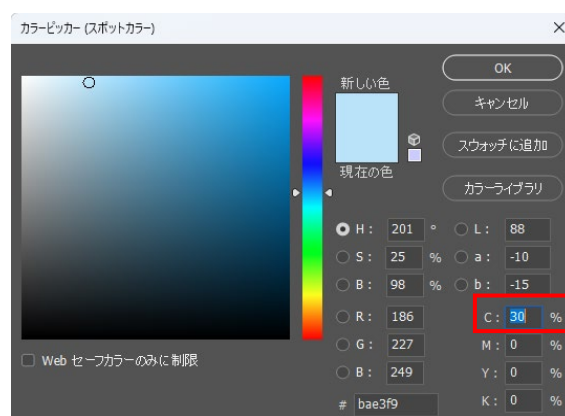 カラーピッカー (スポットカラー)
新しい色
現在の色
OK
キャンセル
スウォッチに追加
カラーライブラリ
H : 201 °
S : 25 %
B : 98 %
R : 186
G : 227
B : 249
# bae3f9
L : 88
a : -10
b : -15
C : 30 %
M : 0 %
Y : 0 %
K : 0 %
Web セーフカラーのみに制限